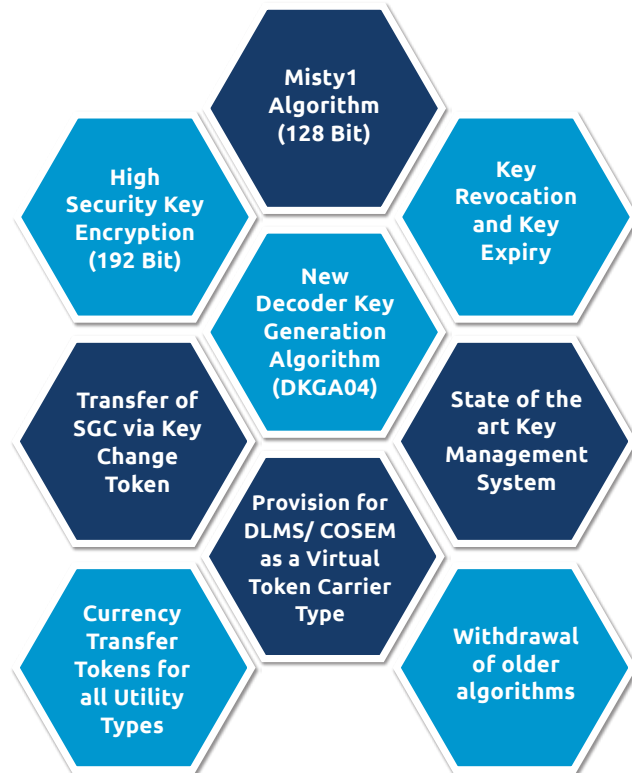 Misty1
Algorithm
(128 Bit)
High
Security Key
Encryption
(192 Bit)
Key
Revocation
and Key
Expiry
New
Decoder Key
Generation
Algorithm
(DKGA04)
Transfer of
SGC via Key
Change
Token
State of the
art Key
Management
System
Provision for
DLMS/ COSEM
as a Virtual
Token Carrier
Type
Currency
Transfer
Tokens for
all Utility
Types
Withdrawal
of older
algorithms